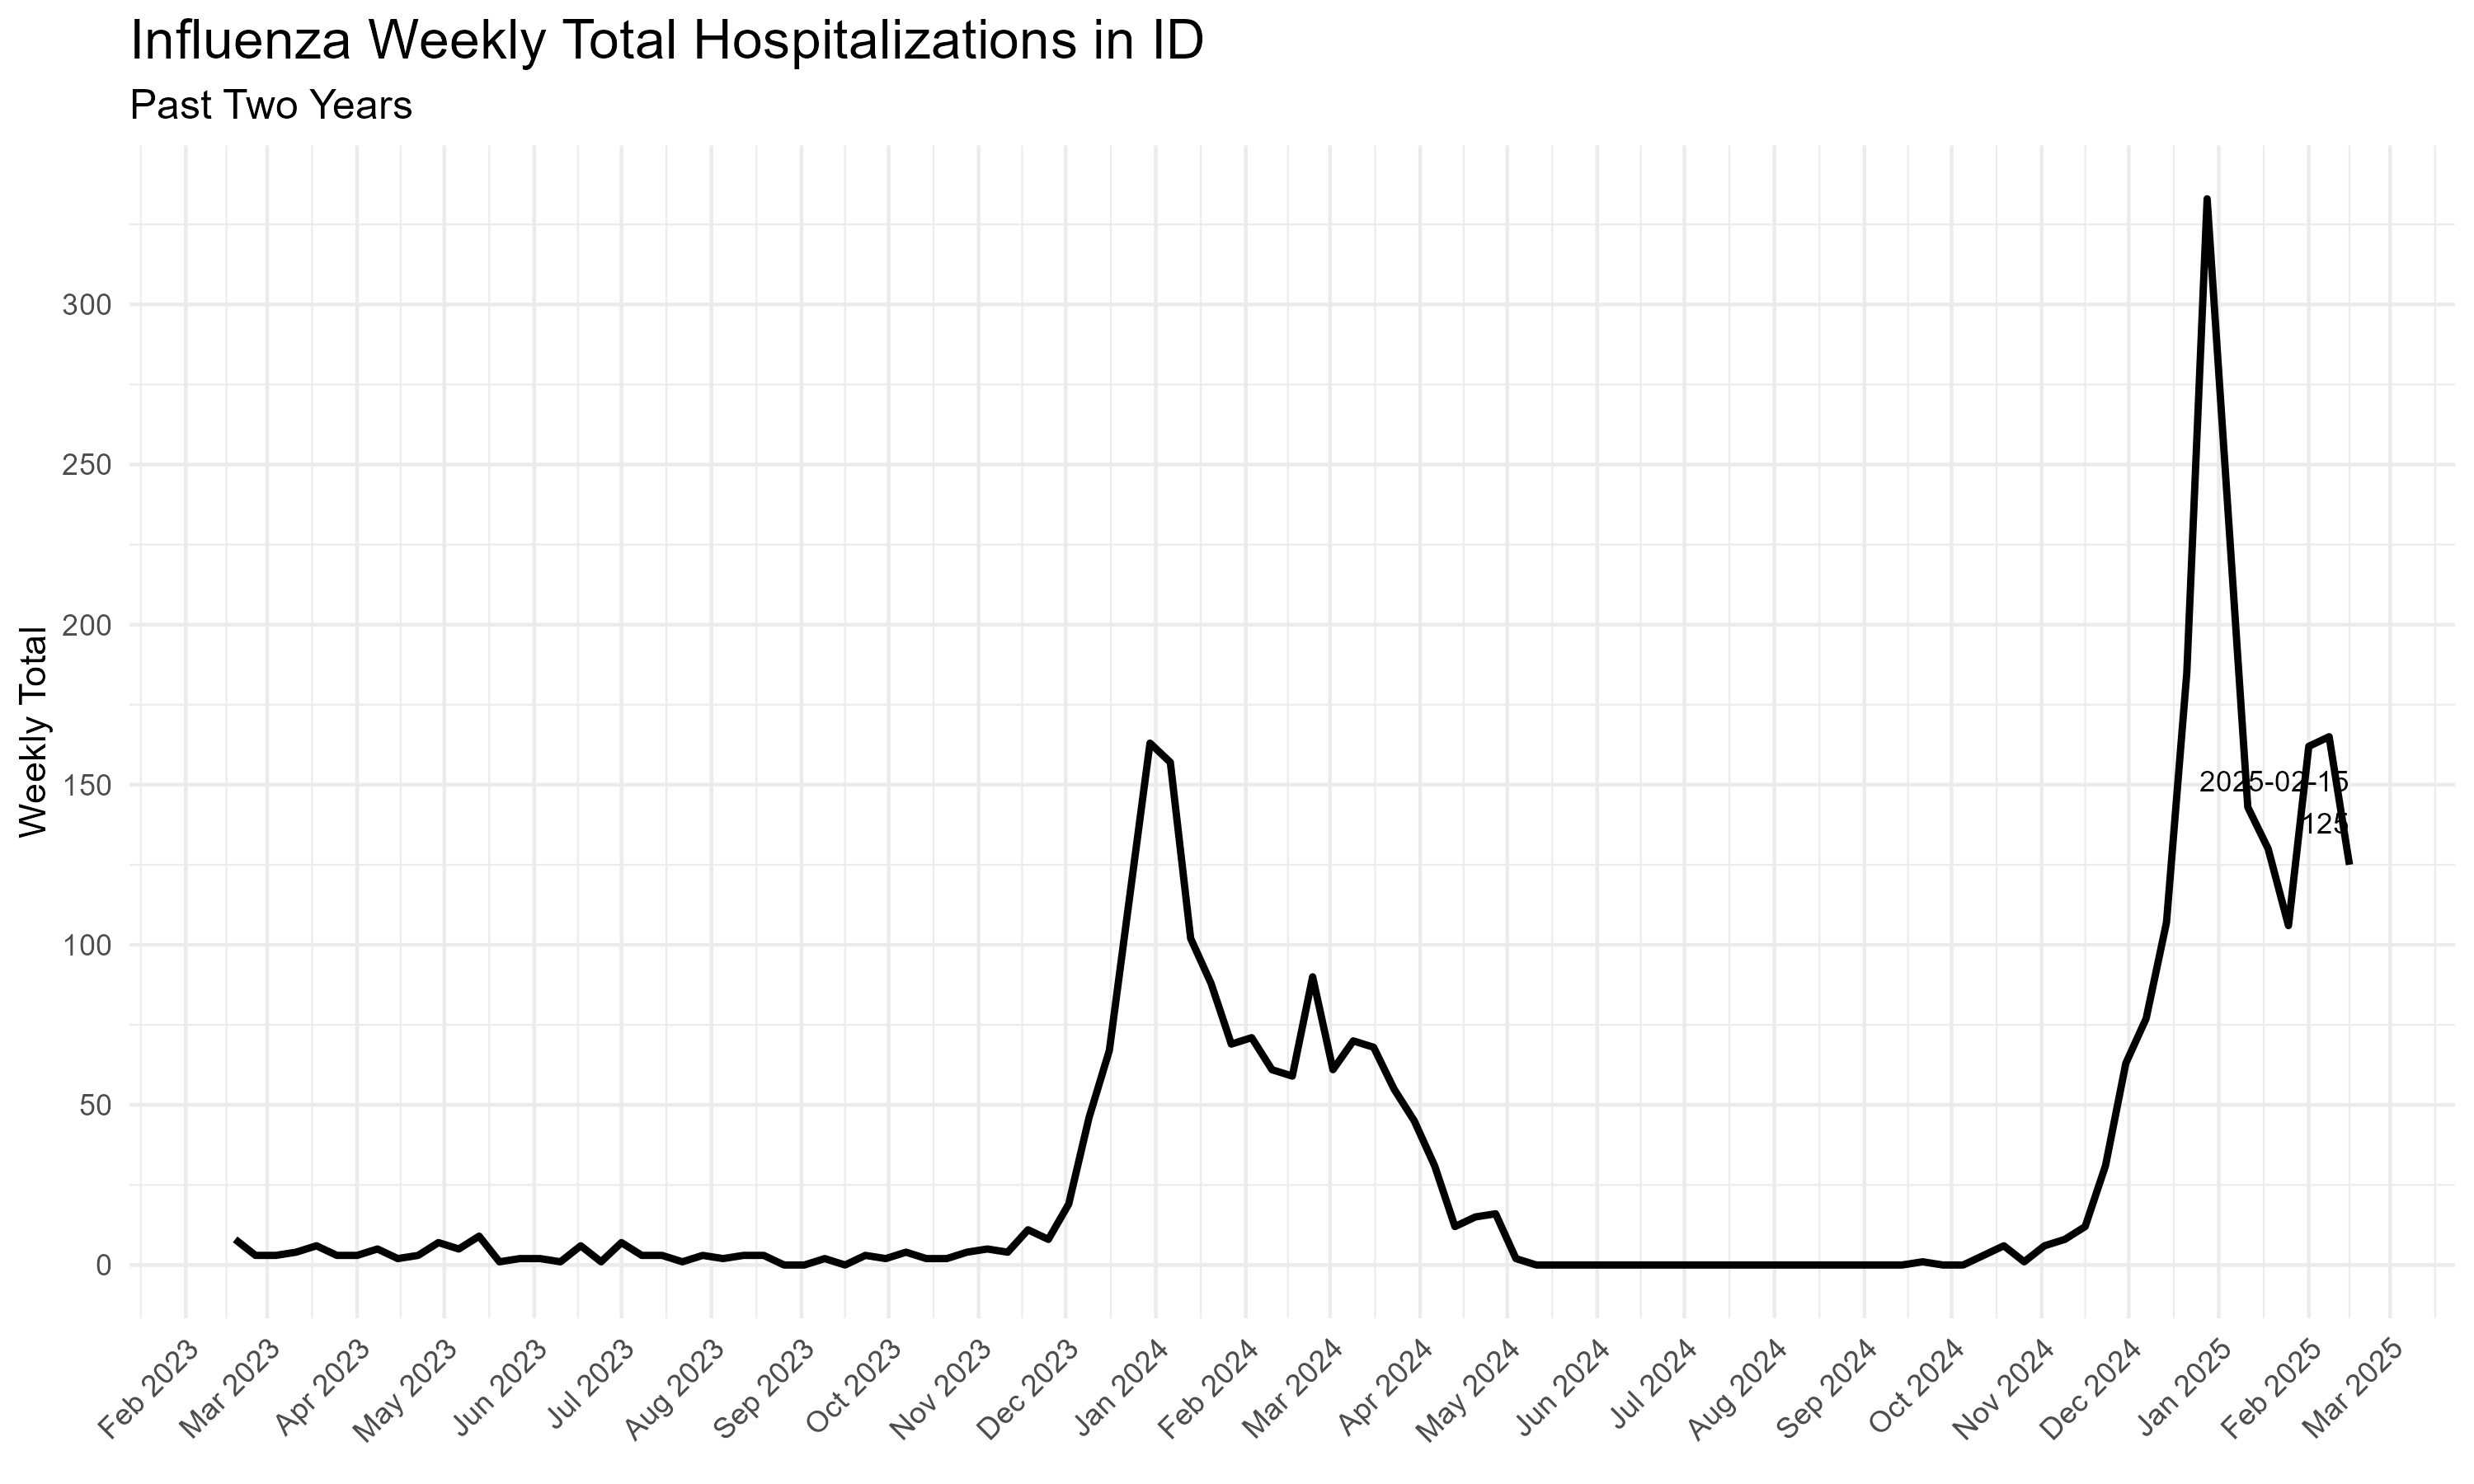 Influenza Weekly Total Hospitalizations in ID
Past Two Years
Weekly Total
300
250
200
150
100
50
0
2025-02-15
125
Feb 2023
Mar 2023
Apr 2023
May 2023
Jun 2023
Jul 2023
Aug 2023
Sep 2023
Oct 2023
Nov 2023
Dec 2023
Jan 2024
Feb 2024
Mar 2024
Apr 2024
May 2024
Jun 2024
Jul 2024
Aug 2024
Sep 2024
Oct 2024
Nov 2024
Dec 2024
Jan 2025
Feb 2025
Mar 2025